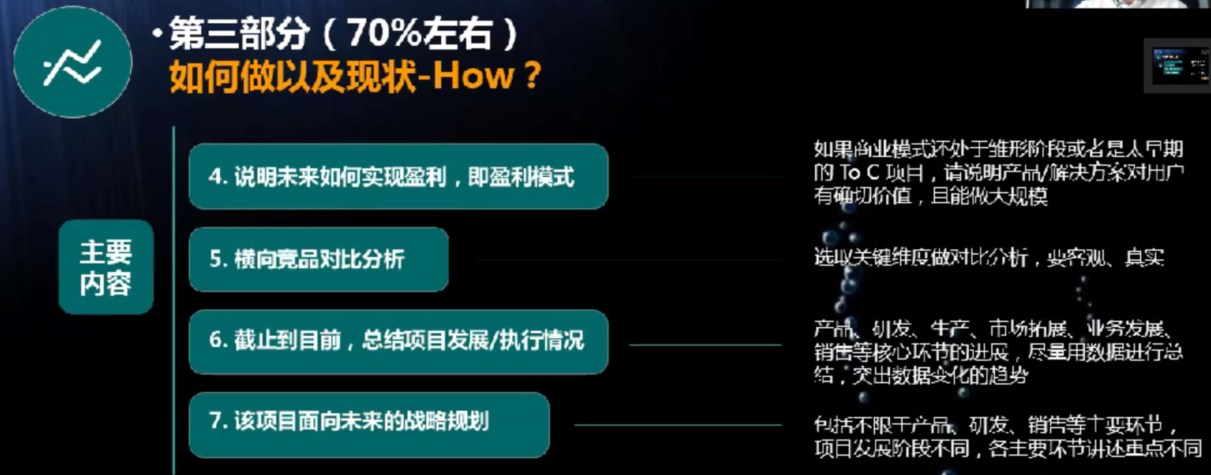 •第三部分（70%左右）
如何做以及现状-How？
主要
内容
4. 说明未来如何实现盈利，即盈利模式
如果商业模式还处于雏形阶段或者是太早期
的 To C 项目，请说明产品/解决方案对用户
有确切价值，且能做大规模
5. 横向竞品对比分析
选取关键维度做对比分析，要客观、真实
6. 截止到目前，总结项目发展/执行情况
产品、研发、生产、市场拓展、业务发展、
销售等核心环节的进展，尽量用数据进行总
结，突出数据变化的趋势
7. 该项目面向未来的战略规划
包括不限于产品、研发、销售等主要环节，
项目发展阶段不同，各主要环节讲述重点不同